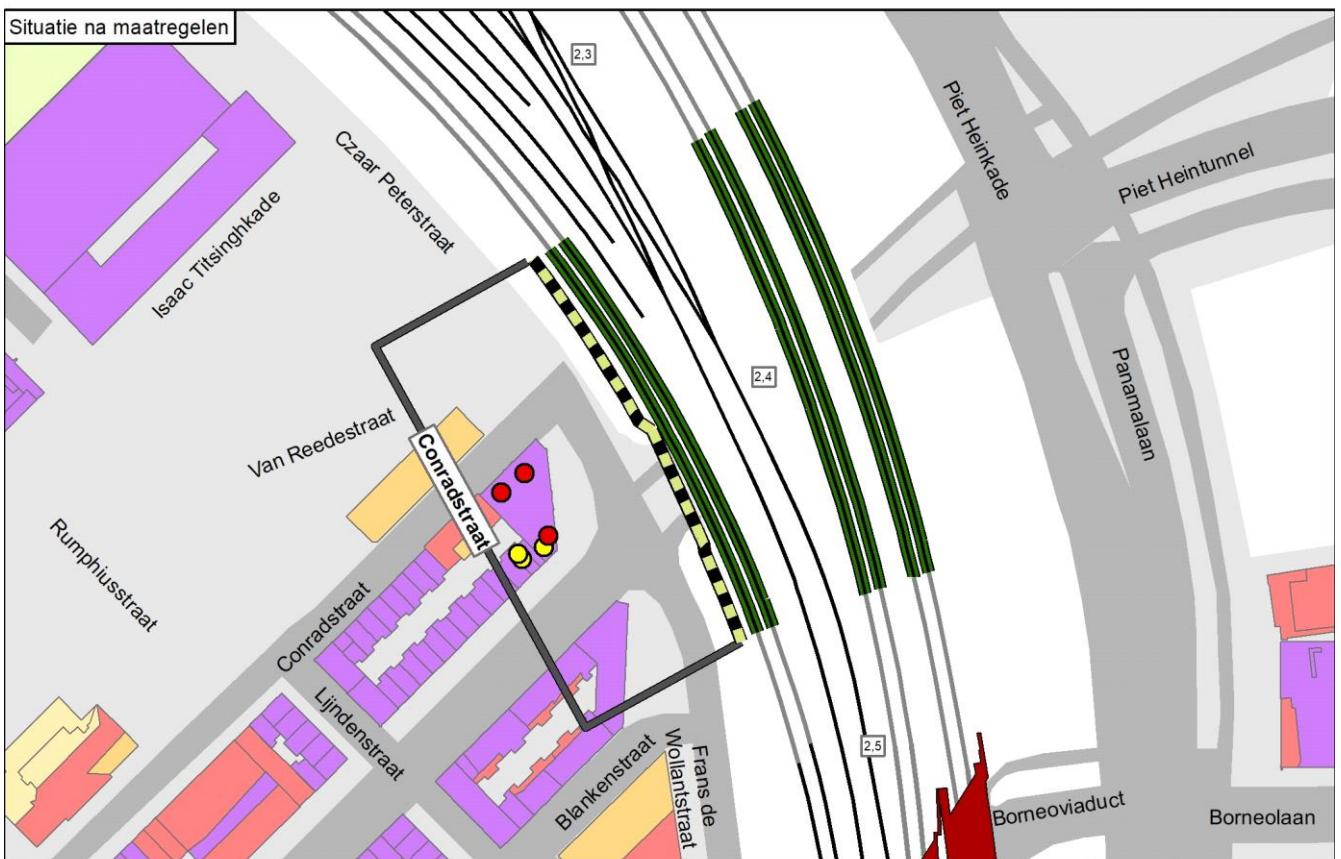 Situatie na maatregelen
2,3
Piet Heinkade
Czaar Peterstraat
Piet Heintunnel
Isaac Titsinghkade
2,4
Panamalaan
Van Reedestraat
Conradstraat
Rumphiusstraat
Conradstraat
Lijndenstraat
Blankenstraat
Frans de
Wollantstraat
2,5
Borneoviaduct
Borneolaan